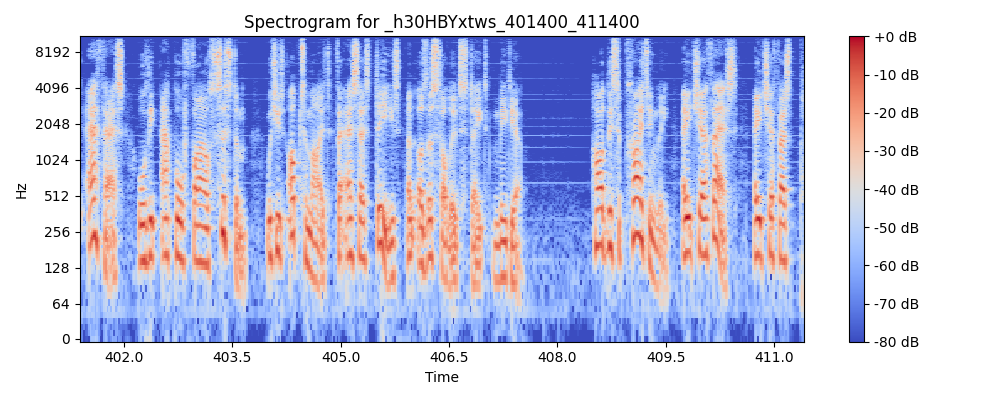 Spectrogram for _h30HBYxtws_401400_411400
8192
4096
2048
1024
512
256
128
64
0
Hz
402.0 403.5 405.0 406.5 408.0 409.5 411.0
Time
+0 dB
-10 dB
-20 dB
-30 dB
-40 dB
-50 dB
-60 dB
-70 dB
-80 dB